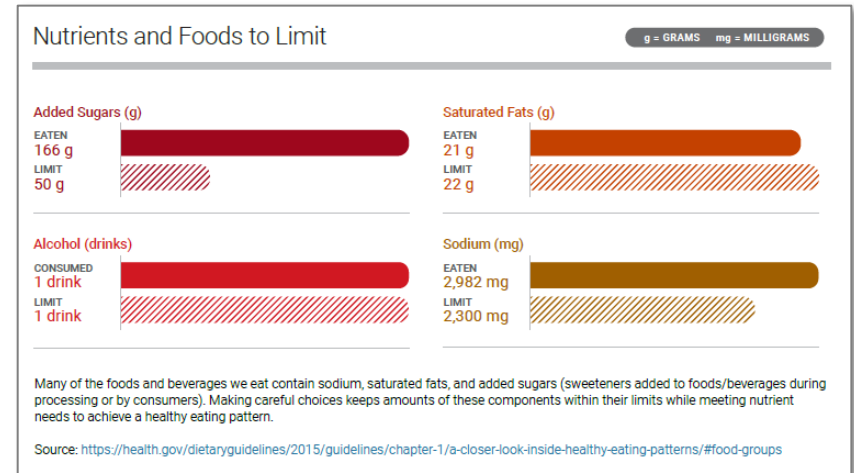 Nutrients and Foods to Limit
g = GRAMS mg = MILLIGRAMS
Added Sugars (g)
EATEN
166 g
LIMIT
50 g
Saturated Fats (g)
EATEN
21 g
LIMIT
22 g
Alcohol (drinks)
CONSUMED
1 drink
LIMIT
1 drink
Sodium (mg)
EATEN
2,982 mg
LIMIT
2,300 mg
Many of the foods and beverages we eat contain sodium, saturated fats, and added sugars (sweeteners added to foods/beverages during
processing or by consumers). Making careful choices keeps amounts of these components within their limits while meeting nutrient
needs to achieve a healthy eating pattern.
Source: https://health.gov/dietaryguidelines/2015/guidelines/chapter-1/a-closer-look-inside-healthy-eating-patterns/#food-groups